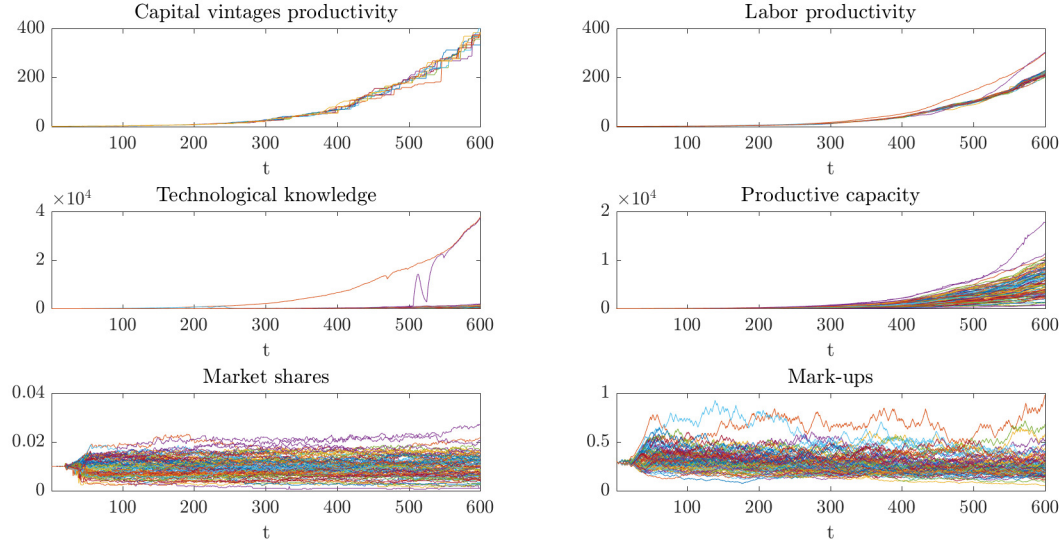 Capital vintages productivity
400
200
0
100 200 300 400 500 600
t
Labor productivity
400
200
0
100 200 300 400 500 600
t
Technological knowledge
×10^4
4
2
0
100 200 300 400 500 600
t
Productive capacity
×10^4
2
1
0
100 200 300 400 500 600
t
Market shares
0.04
0.02
0
100 200 300 400 500 600
t
Mark-ups
1
0.5
0
100 200 300 400 500 600
t